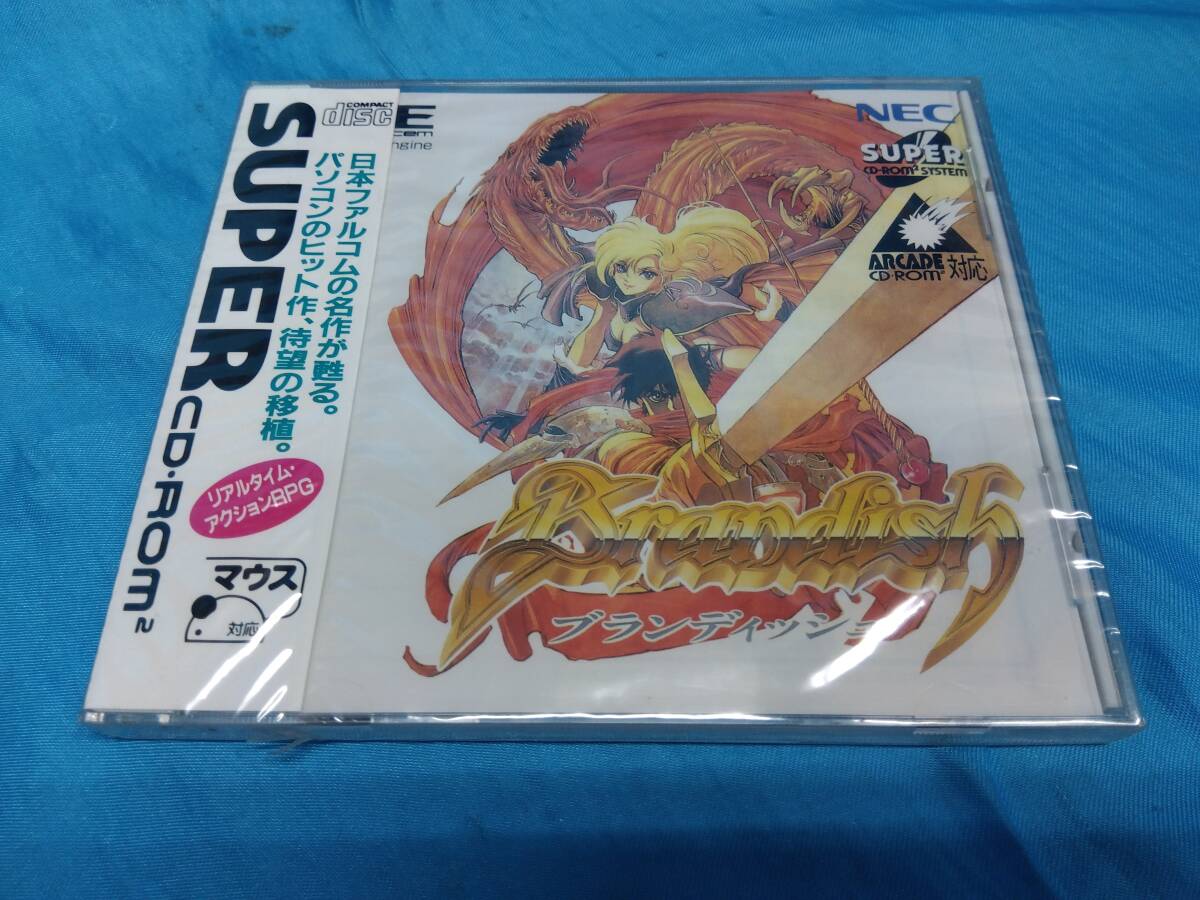 SUPER CD-ROM²
COMPACT
disc
日本ファルコムの名作が甦る。
パソコンのヒット作、待望の移植。
リアルタイム・
アクションRPG
マウス
対応
E
ngine
NEC
SUPER
CD-ROM² SYSTEM
ARCADE
CD-ROM² 対応
Brandish
ブランディッシュ